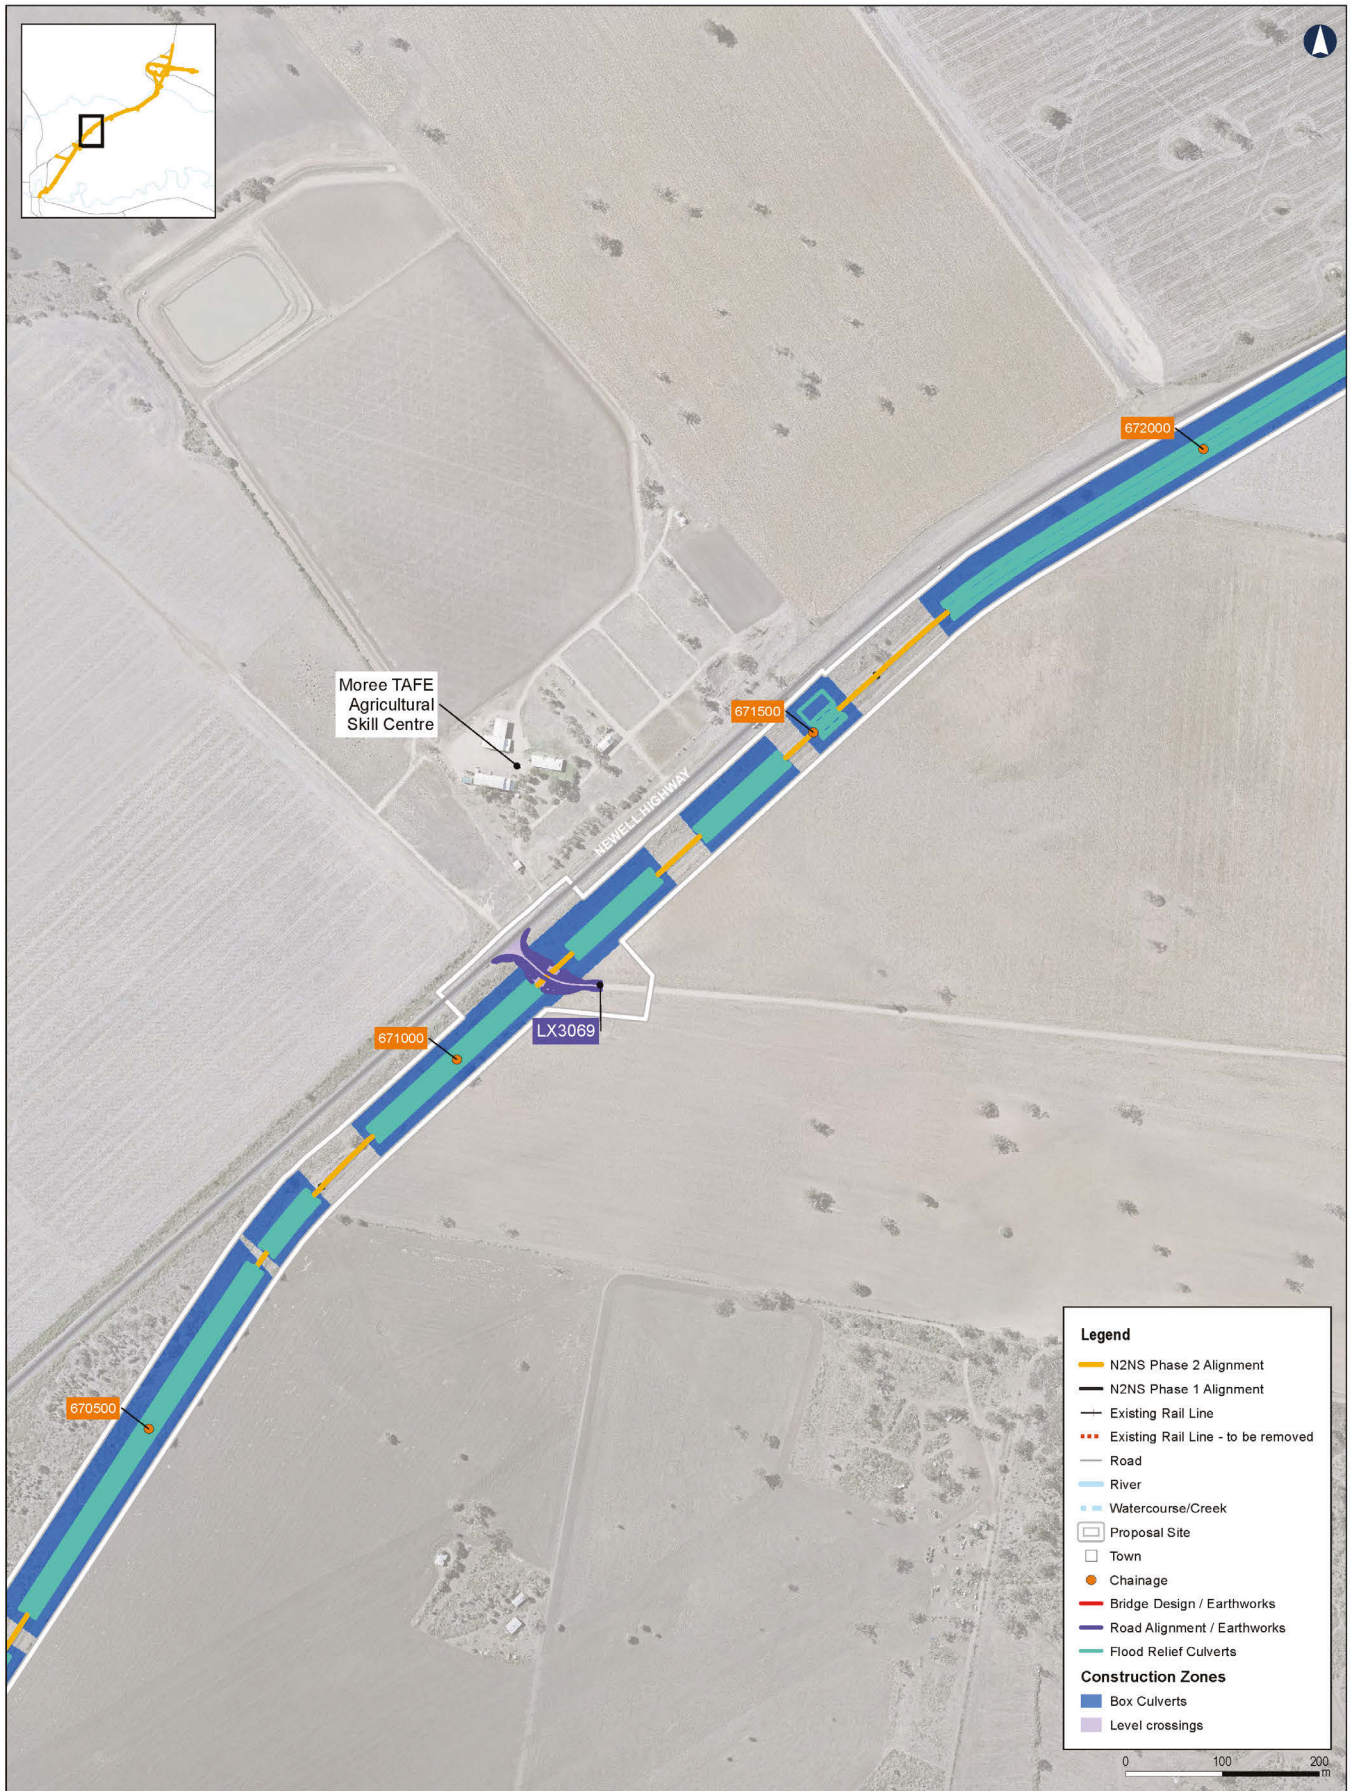 672000
Moree TAFE
Agricultural
Skill Centre
671500
NEWELL HIGHWAY
671000
LX3069
670500
Legend
N2NS Phase 2 Alignment
N2NS Phase 1 Alignment
Existing Rail Line
Existing Rail Line - to be removed
Road
River
Watercourse/Creek
Proposal Site
Town
Chainage
Bridge Design / Earthworks
Road Alignment / Earthworks
Flood Relief Culverts
Construction Zones
Box Culverts
Level crossings
0 100 200
m